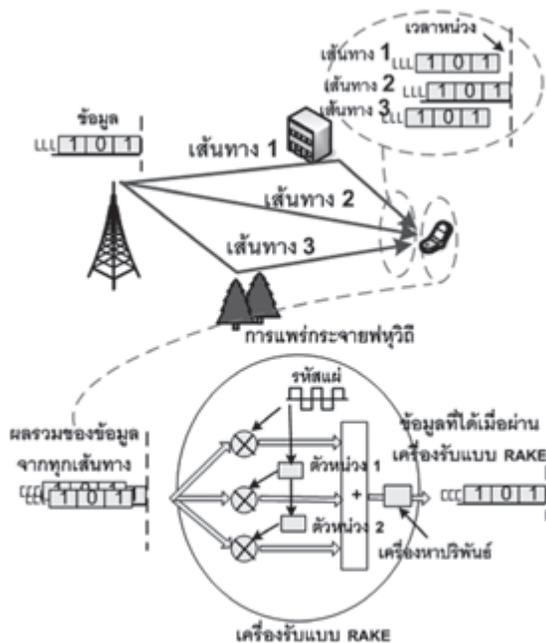 เวลาหน่วง
เส้นทาง 1
1 0 1
เส้นทาง 2
1 0 1
เส้นทาง 3
1 0 1
ข้อมูล
1 0 1
เส้นทาง 1
เส้นทาง 2
เส้นทาง 3
การแพร่กระจายพหุวิถี
รหัสแผ่
ผลรวมของข้อมูล
จากทุกเส้นทาง
1 0 1
ตัวหน่วง 1
ตัวหน่วง 2
+
ข้อมูลที่ได้เมื่อผ่าน
เครื่องรับแบบ RAKE
1 0 1
เครื่องหาปริพันธ์
เครื่องรับแบบ RAKE